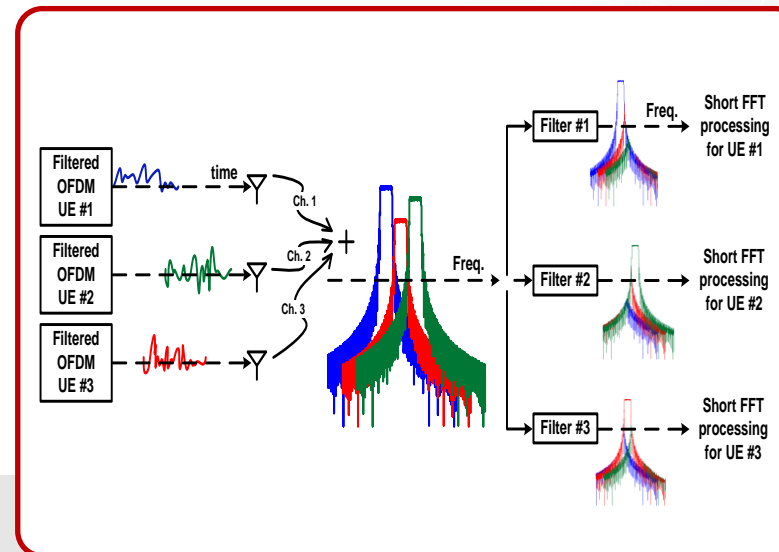 Filtered
OFDM
UE #1
time
Filtered
OFDM
UE #2
Filtered
OFDM
UE #3
Ch. 1
Ch. 2
Ch. 3
+
Freq.
Filter #1
Freq.
Short FFT
processing
for UE #1
Filter #2
Short FFT
processing
for UE #2
Filter #3
Short FFT
processing
for UE #3